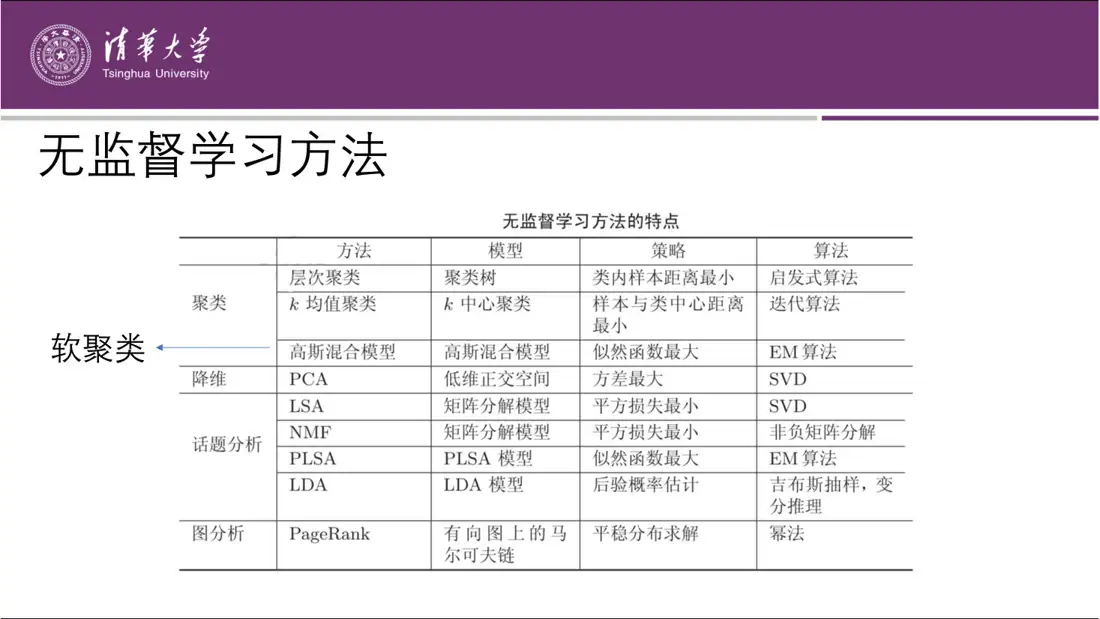 清华大学
Tsinghua University
无监督学习方法
无监督学习方法的特点
方法 模型 策略 算法
聚类 层次聚类 聚类树 类内样本距离最小 启发式算法
k 均值聚类 k 中心聚类 样本与类中心距离
最小 迭代算法
软聚类 高斯混合模型 高斯混合模型 似然函数最大 EM 算法
降维 PCA 低维正交空间 方差最大 SVD
话题分析 LSA 矩阵分解模型 平方损失最小 SVD
NMF 矩阵分解模型 平方损失最小 非负矩阵分解
PLSA PLSA 模型 似然函数最大 EM算法
LDA LDA 模型 后验概率估计 吉布斯抽样，变
分推理
图分析 PageRank 有向图上的马
尔可夫链 平稳分布求解 幂法